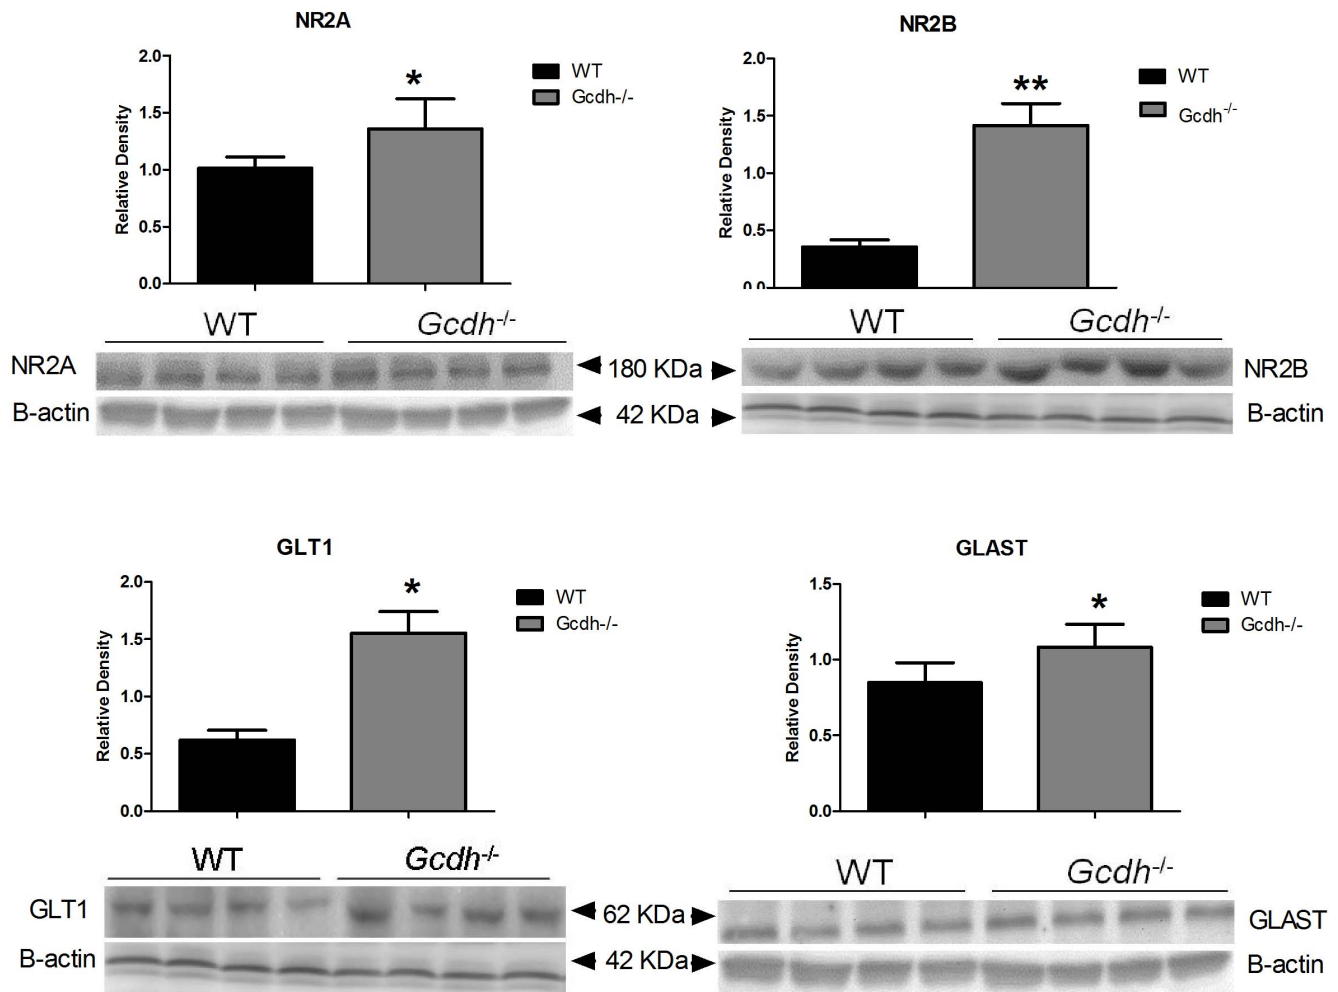 NR2A
2.0
1.5
1.0
0.5
0.0
Relative Density
*
WT
Gcdh-/-
WT
Gcdh-/-
NR2A
B-actin
180 KDa
42 KDa
NR2B
2.0
1.5
1.0
0.5
0.0
Relative Density
**
WT
Gcdh-/-
WT
Gcdh-/-
NR2B
B-actin
GLT1
2.0
1.5
1.0
0.5
0.0
Relative Density
*
WT
Gcdh-/-
WT
Gcdh-/-
GLT1
B-actin
62 KDa
42 KDa
GLAST
1.5
1.0
0.5
0.0
Relative Density
*
WT
Gcdh-/-
WT
Gcdh-/-
GLAST
B-actin